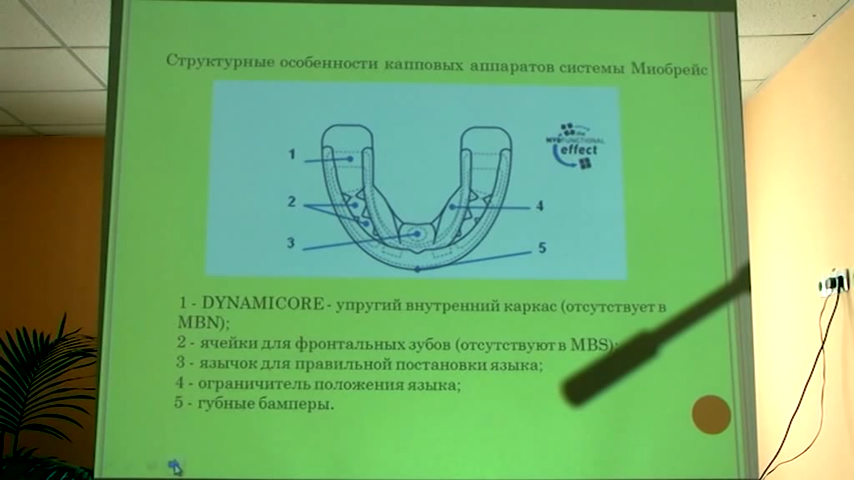 Структурные особенности капповых аппаратов системы Миобрейс
the
MYOFUNCTIONAL
effect
1
2
3
4
5
1 - DYNAMICORE - упругий внутренний каркас (отсутствует в
MBN);
2 - ячейки для фронтальных зубов (отсутствуют в MBS);
3 - язычок для правильной постановки языка;
4 - ограничитель положения языка;
5 - губные бамперы.